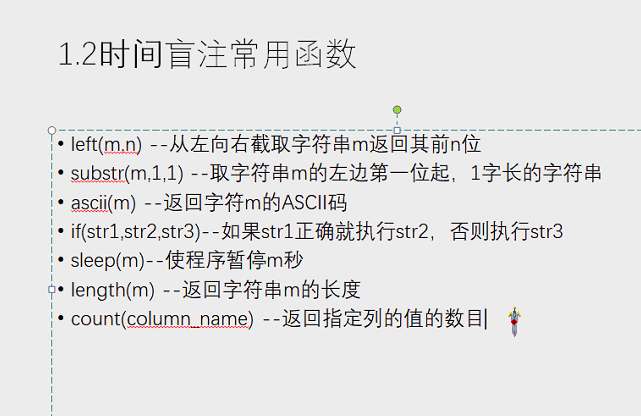 1.2时间盲注常用函数
• left(m.n) --从左向右截取字符串m返回其前n位
• substr(m,1,1) --取字符串m的左边第一位起，1字长的字符串
• ascii(m) --返回字符m的ASCII码
• if(str1,str2,str3)--如果str1正确就执行str2，否则执行str3
• sleep(m)--使程序暂停m秒
• length(m) --返回字符串m的长度
• count(column_name) --返回指定列的值的数目